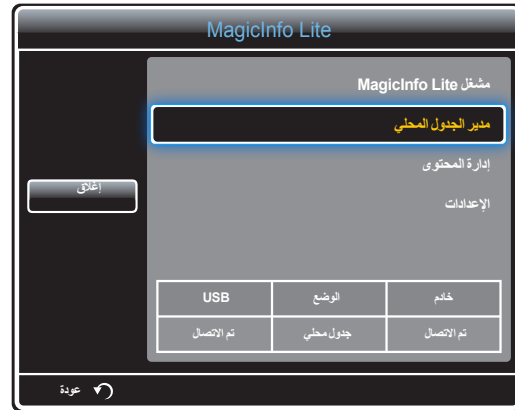 MagicInfo Lite
مشغل MagicInfo Lite
مدير الجدول المحلي
إدارة المحتوى
الإعدادات
إغلاق
خادم الوضع USB
تم الاتصال جدول محلي تم الاتصال
عودة